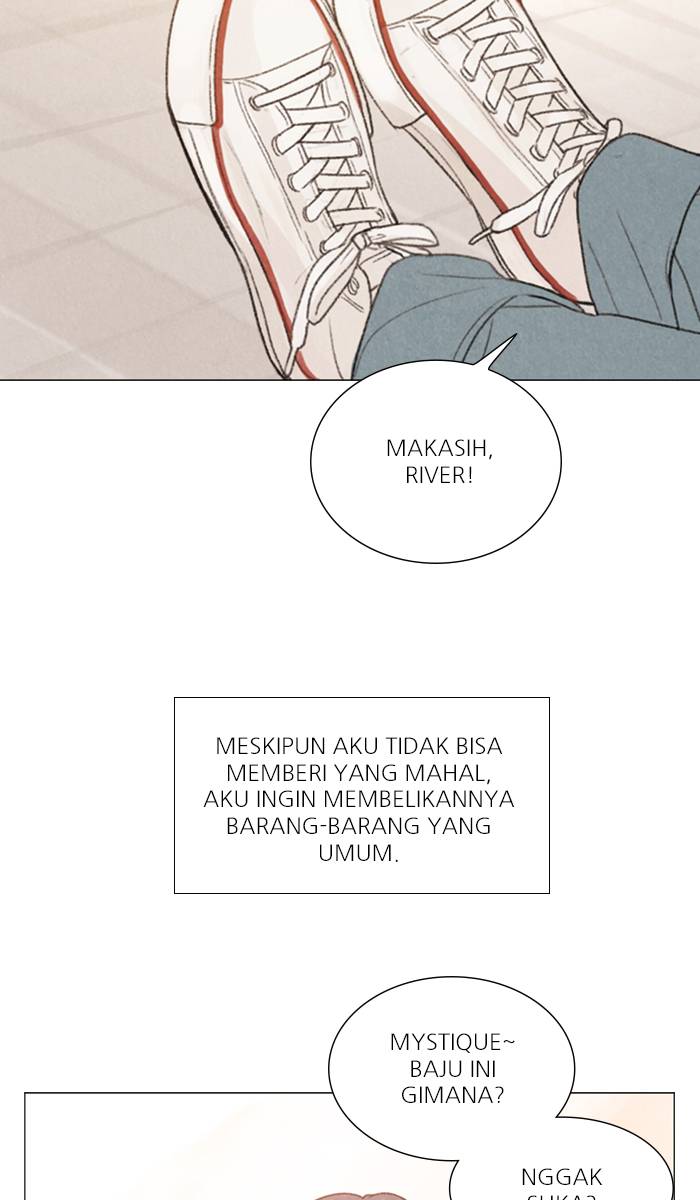 MAKASIH,
RIVER!
MESKIPUN AKU TIDAK BISA
MEMBERI YANG MAHAL,
AKU INGIN MEMBELIKANNYA
BARANG-BARANG YANG
UMUM.
MYSTIQUE~
BAJU INI
GIMANA?
NGGAK
SUKA?